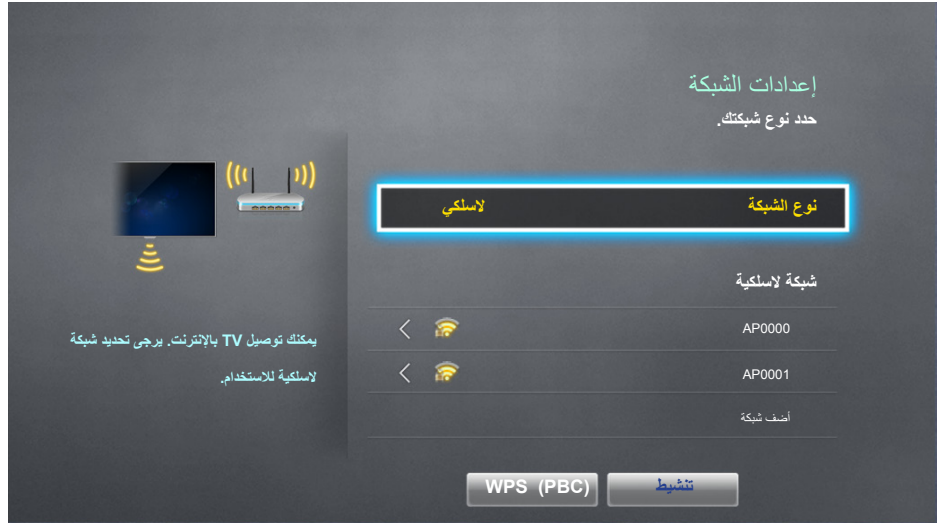 إعدادات الشبكة
حدد نوع شبكتك.
نوع الشبكة لاسلكي
شبكة لاسلكية
AP0000
AP0001
أضف شبكة
يمكنك توصيل TV بالإنترنت. يرجى تحديد شبكة
لاسلكية للاستخدام.
تنشيط WPS (PBC)